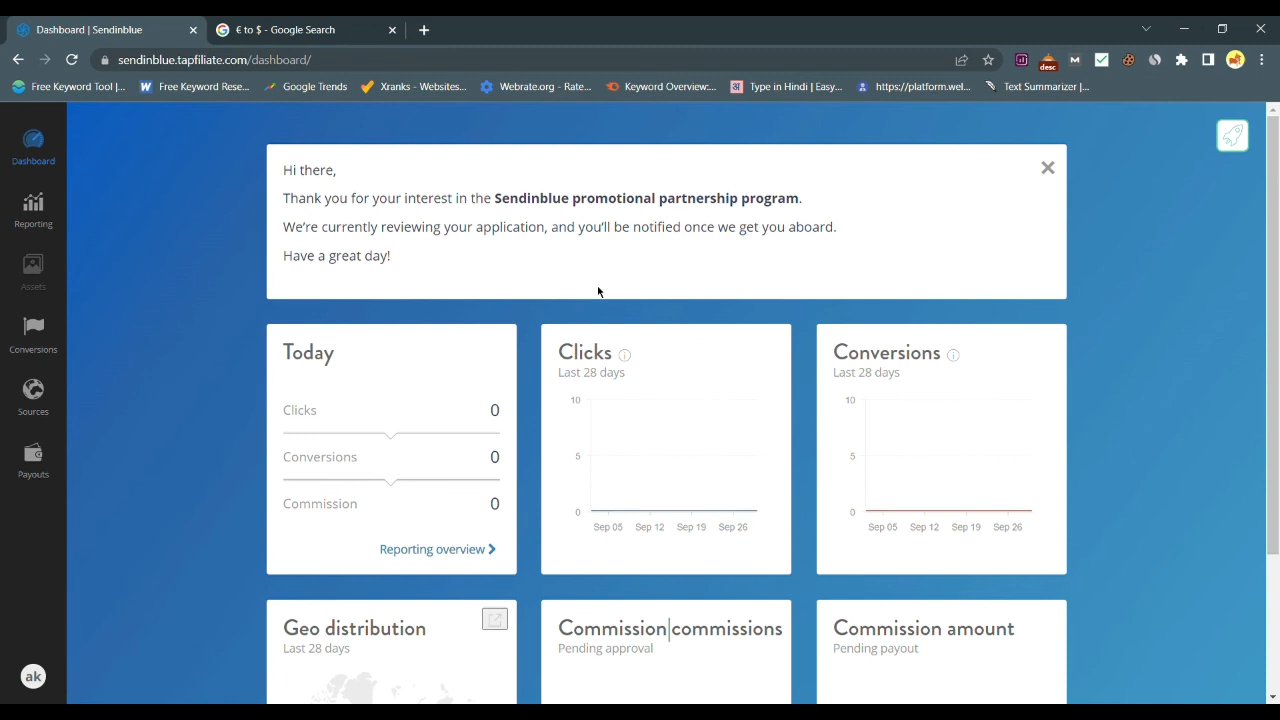 Dashboard | Sendinblue
€ to $ - Google Search
sendinblue.tapfiliate.com/dashboard/
desc
Free Keyword Tool |...
Free Keyword Rese...
Google Trends
Xranks - Websites...
Webrate.org - Rate...
Keyword Overview:...
Type in Hindi | Easy...
https://platform.wel...
Text Summarizer |...
Dashboard
Reporting
Assets
Conversions
Sources
Payouts
ak
Hi there,
Thank you for your interest in the Sendinblue promotional partnership program.
We're currently reviewing your application, and you'll be notified once we get you aboard.
Have a great day!
Today
Clicks 0
Conversions 0
Commission 0
Reporting overview
Clicks
Last 28 days
10
5
0
Sep 05 Sep 12 Sep 19 Sep 26
Conversions
Last 28 days
10
5
0
Sep 05 Sep 12 Sep 19 Sep 26
Geo distribution
Last 28 days
Commission commissions
Pending approval
Commission amount
Pending payout